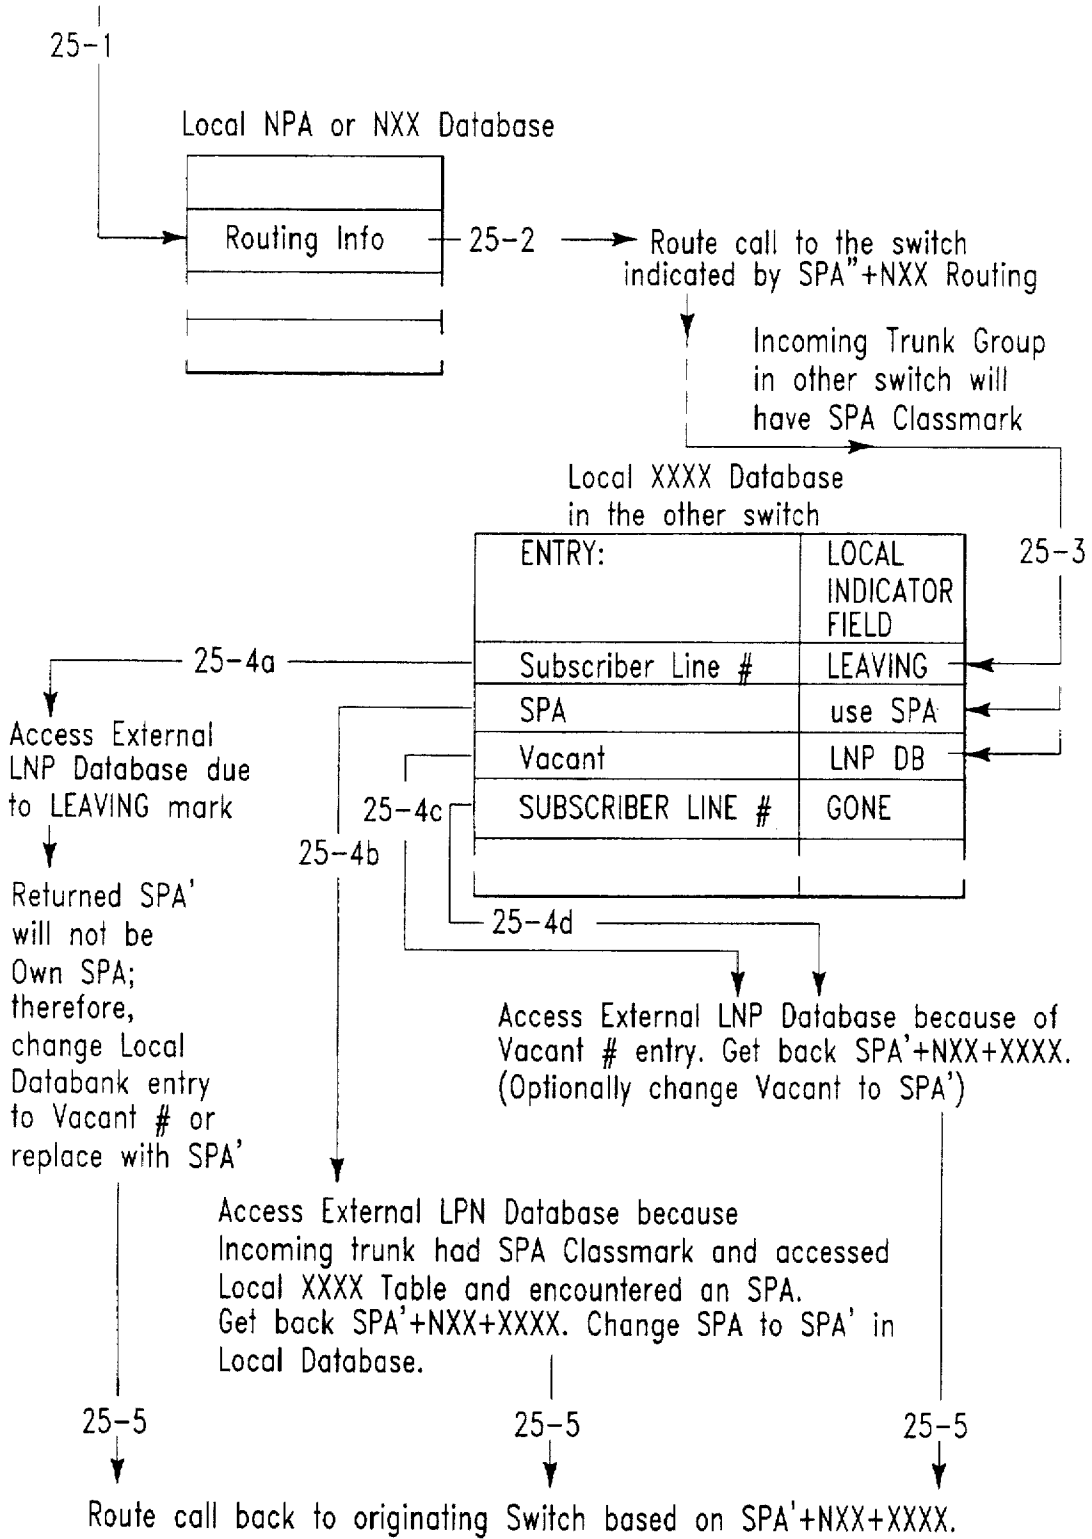 25-1
Local NPA or NXX Database
Routing Info
25-2
Route call to the switch
indicated by SPA"+NXX Routing
Incoming Trunk Group
in other switch will
have SPA Classmark
Local XXXX Database
in the other switch
25-3
ENTRY:
LOCAL
INDICATOR
FIELD
25-4a
Subscriber Line #
LEAVING
SPA
use SPA
Vacant
LNP DB
SUBSCRIBER LINE #
GONE
Access External
LNP Database due
to LEAVING mark
25-4c
25-4b
25-4d
Returned SPA'
will not be
Own SPA;
therefore,
change Local
Databank entry
to Vacant # or
replace with SPA'
Access External LNP Database because of
Vacant # entry. Get back SPA'+NXX+XXXX.
(Optionally change Vacant to SPA')
Access External LPN Database because
Incoming trunk had SPA Classmark and accessed
Local XXXX Table and encountered an SPA.
Get back SPA'+NXX+XXXX. Change SPA to SPA' in
Local Database.
25-5
25-5
25-5
Route call back to originating Switch based on SPA'+NXX+XXXX.